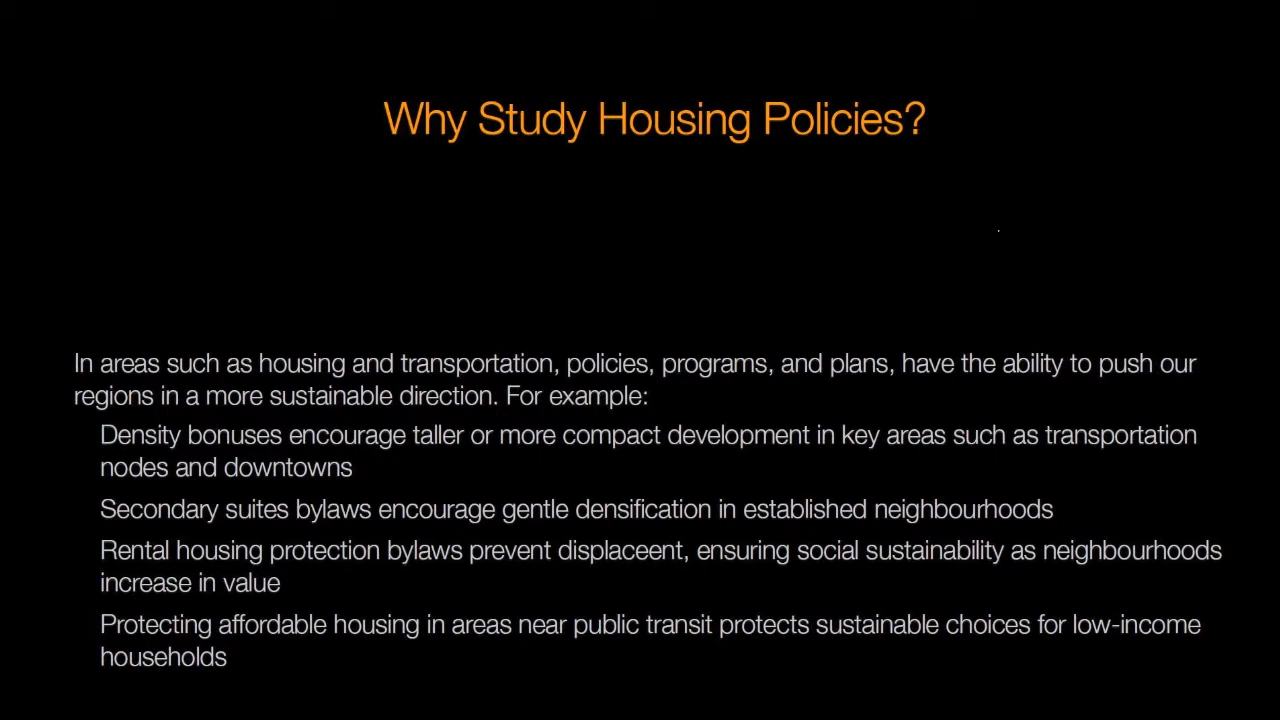 Why Study Housing Policies?
In areas such as housing and transportation, policies, programs, and plans, have the ability to push our
regions in a more sustainable direction. For example:
Density bonuses encourage taller or more compact development in key areas such as transportation
nodes and downtowns
Secondary suites bylaws encourage gentle densification in established neighbourhoods
Rental housing protection bylaws prevent displaceent, ensuring social sustainability as neighbourhoods
increase in value
Protecting affordable housing in areas near public transit protects sustainable choices for low-income
households